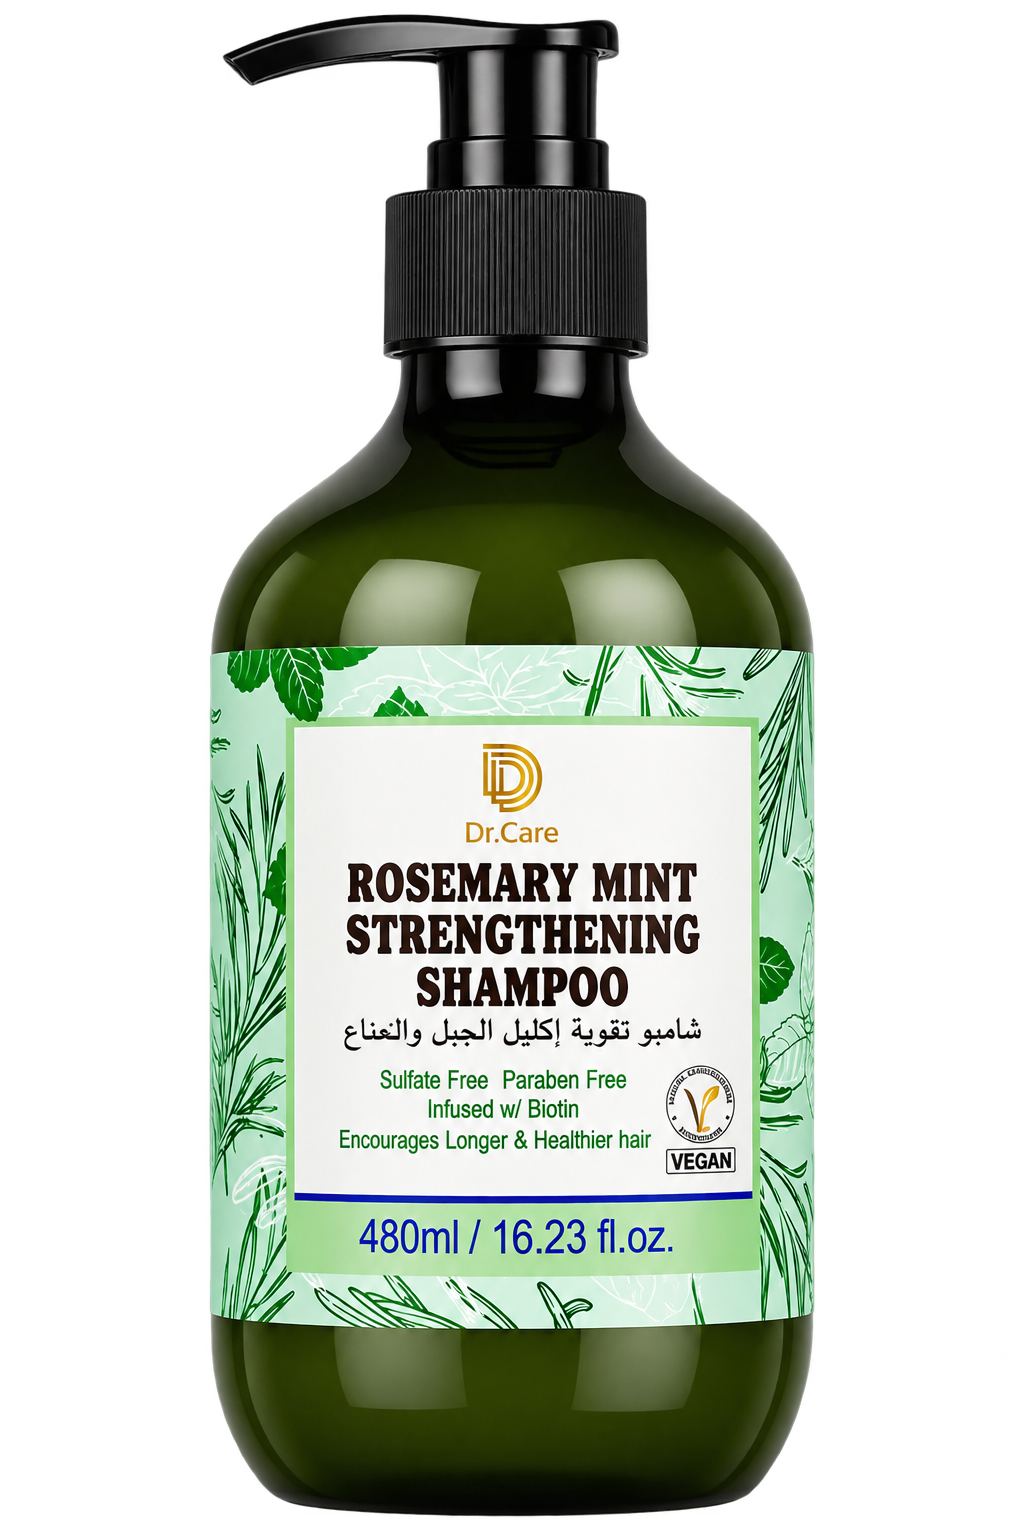 Dr.Care
ROSEMARY MINT
STRENGTHENING
SHAMPOO
شامبو تقوية إكليل الجبل والنعناع
Sulfate Free Paraben Free
Infused w/ Biotin
Encourages Longer & Healthier hair
VEGAN
480ml / 16.23 fl.oz.